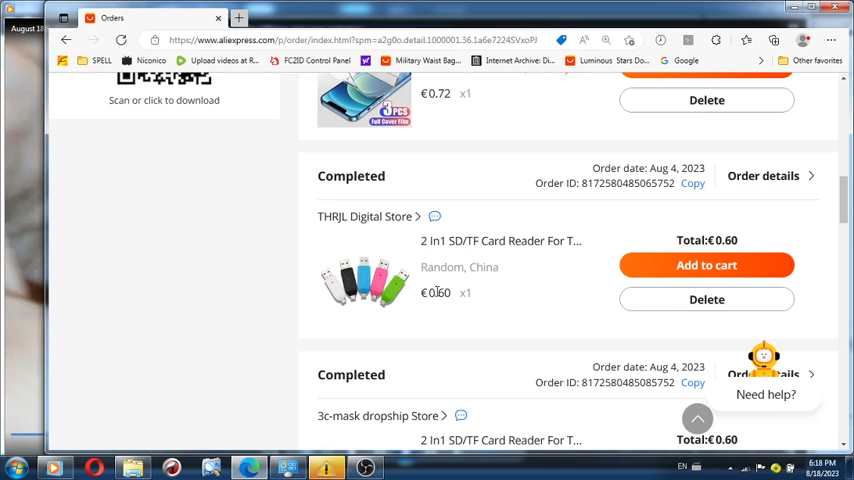 Orders
https://www.aliexpress.com/p/order/index.html?spm=a2g0o.detail.1000001.36.1a6e7224SVxoPJ
SPELL
Niconico
Upload videos at R...
FC2ID Control Panel
Military Waist Bag...
Internet Archive: Di...
Luminous Stars Do...
Google
Other favorites
August 18
Scan or click to download
3 PCS
Full Cover Film
€0.72 x1
Delete
Completed
Order date: Aug 4, 2023
Order ID: 8172580485065752 Copy
Order details
THRJL Digital Store
2 In1 SD/TF Card Reader For T...
Total:€0.60
Random, China
Add to cart
€0.60 x1
Delete
Completed
Order date: Aug 4, 2023
Order ID: 8172580485085752 Copy
Need help?
3c-mask dropship Store
2 In1 SD/TF Card Reader For T...
Total:€0.60
EN
6:18 PM
8/18/2023